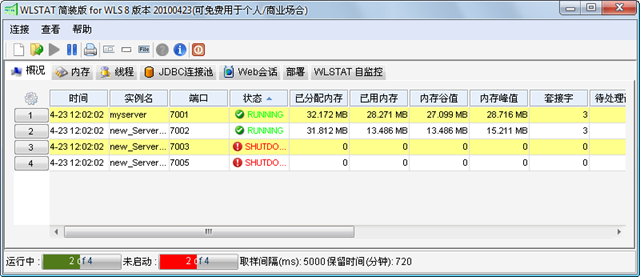 WLSTAT 简装版 for WLS 8 版本 20100423(可免费用于个人/商业场合)
连接 查看 帮助
概况 内存 线程 JDBC连接池 Web会话 部署 WLSTAT 自监控
时间 实例名 端口 状态 已分配内存 已用内存 内存谷值 内存峰值 套接字 待处理
1 4-23 12:02:02 myserver 7001 RUNNING 32.172 MB 28.271 MB 27.099 MB 28.716 MB 3
2 4-23 12:02:02 new_Server... 7002 RUNNING 31.812 MB 13.486 MB 13.486 MB 15.211 MB 3
3 4-23 12:02:02 new_Server... 7003 SHUTDO... 0 0 0 0 0
4 4-23 12:02:02 new_Server... 7005 SHUTDO... 0 0 0 0 0
运行中 : 2 of 4 未启动 : 2 of 4 取样间隔(ms): 5000 保留时间(分钟): 720